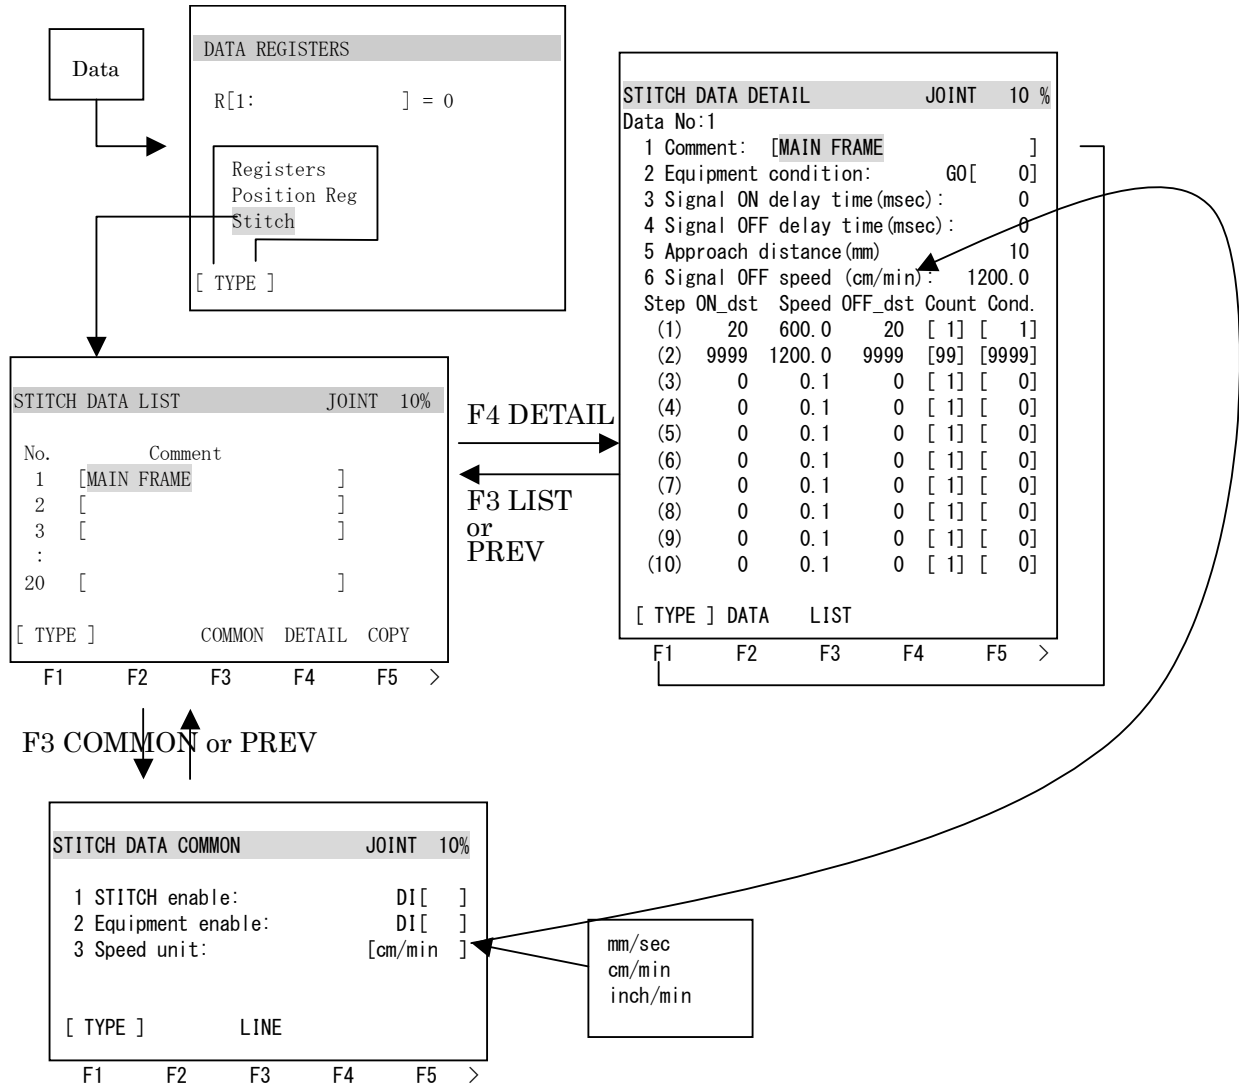 Data
DATA REGISTERS
R[1: ] = 0
Registers
Position Reg
Stitch
[ TYPE ]
STITCH DATA LIST JOINT 10%
No. Comment
1 [MAIN FRAME ]
2 [ ]
3 [ ]
:
20 [ ]
[ TYPE ] COMMON DETAIL COPY
F1 F2 F3 F4 F5 >
F4 DETAIL
F3 LIST
or
PREV
STITCH DATA DETAIL JOINT 10 %
Data No:1
1 Comment: [MAIN FRAME ]
2 Equipment condition: GO[ 0]
3 Signal ON delay time(msec): 0
4 Signal OFF delay time(msec): 0
5 Approach distance(mm) 10
6 Signal OFF speed (cm/min): 1200.0
Step ON_dst Speed OFF_dst Count Cond.
(1) 20 600.0 20 [ 1] [ 1]
(2) 9999 1200.0 9999 [99] [9999]
(3) 0 0.1 0 [ 1] [ 0]
(4) 0 0.1 0 [ 1] [ 0]
(5) 0 0.1 0 [ 1] [ 0]
(6) 0 0.1 0 [ 1] [ 0]
(7) 0 0.1 0 [ 1] [ 0]
(8) 0 0.1 0 [ 1] [ 0]
(9) 0 0.1 0 [ 1] [ 0]
(10) 0 0.1 0 [ 1] [ 0]
[ TYPE ] DATA LIST
F1 F2 F3 F4 F5 >
F3 COMMON or PREV
STITCH DATA COMMON JOINT 10%
1 STITCH enable: DI[ ]
2 Equipment enable: DI[ ]
3 Speed unit: [cm/min ]
[ TYPE ] LINE
F1 F2 F3 F4 F5 >
mm/sec
cm/min
inch/min